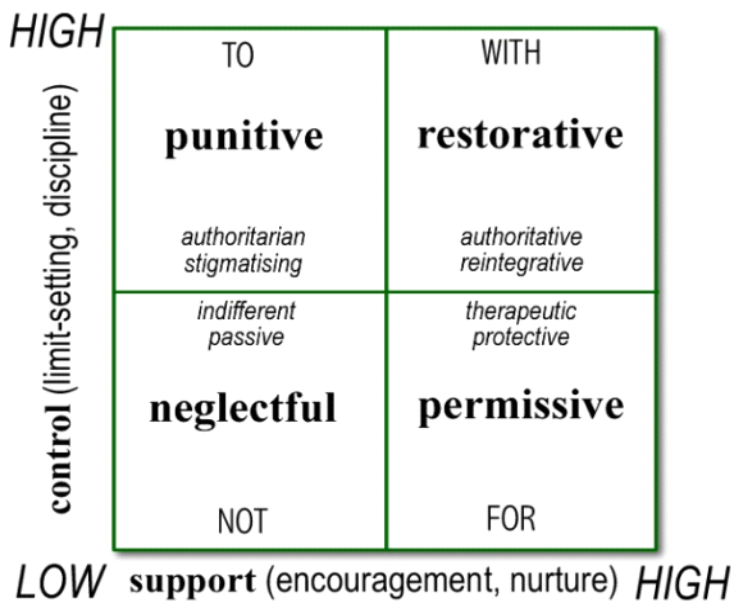 HIGH
TO
punitive
authoritarian
stigmatising
WITH
restorative
authoritative
reintegrative
indifferent
passive
neglectful
NOT
therapeutic
protective
permissive
FOR
control (limit-setting, discipline)
LOW support (encouragement, nurture) HIGH